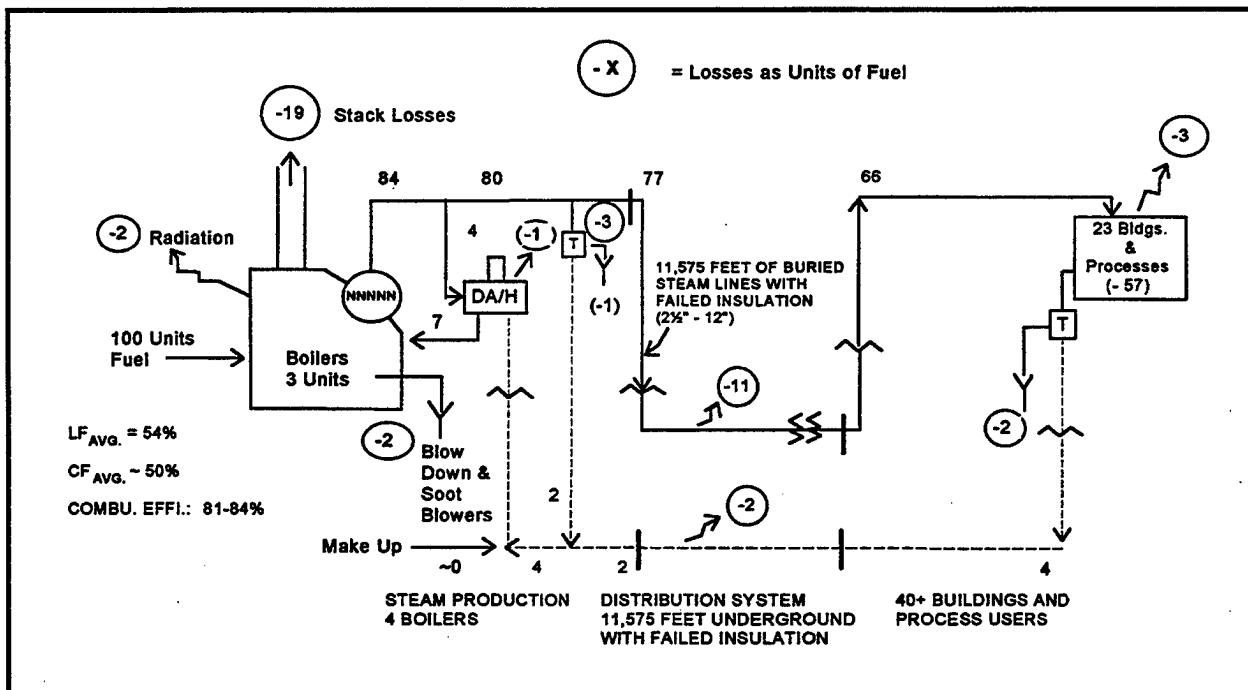 - X
= Losses as Units of Fuel
-19
Stack Losses
-3
84
80
77
66
-2
Radiation
4
(-1)
-3
T
23 Bldgs.
&
Processes
(- 57)
NNNNN
DA/H
(-1)
11,575 FEET OF BURIED
STEAM LINES WITH
FAILED INSULATION
(2½" - 12")
7
T
100 Units
Fuel
Boilers
3 Units
-11
-2
LF AVG. = 54%
-2
Blow
Down &
Soot
Blowers
CF AVG. ~ 50%
COMBU. EFFI.: 81-84%
2
-2
Make Up
~0
4
2
4
STEAM PRODUCTION
4 BOILERS
DISTRIBUTION SYSTEM
11,575 FEET UNDERGROUND
WITH FAILED INSULATION
40+ BUILDINGS AND
PROCESS USERS